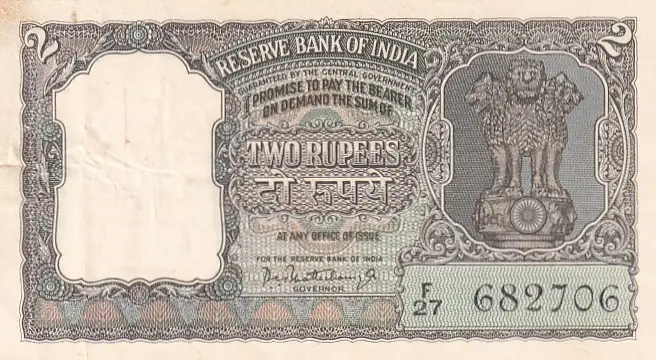 2 2
RESERVE BANK OF INDIA
GUARANTEED BY THE CENTRAL GOVERNMENT
I PROMISE TO PAY THE BEARER
ON DEMAND THE SUM OF
TWO RUPEES
दो रुपये
AT ANY OFFICE OF ISSUE
FOR THE RESERVE BANK OF INDIA
GOVERNOR
F/27 682706